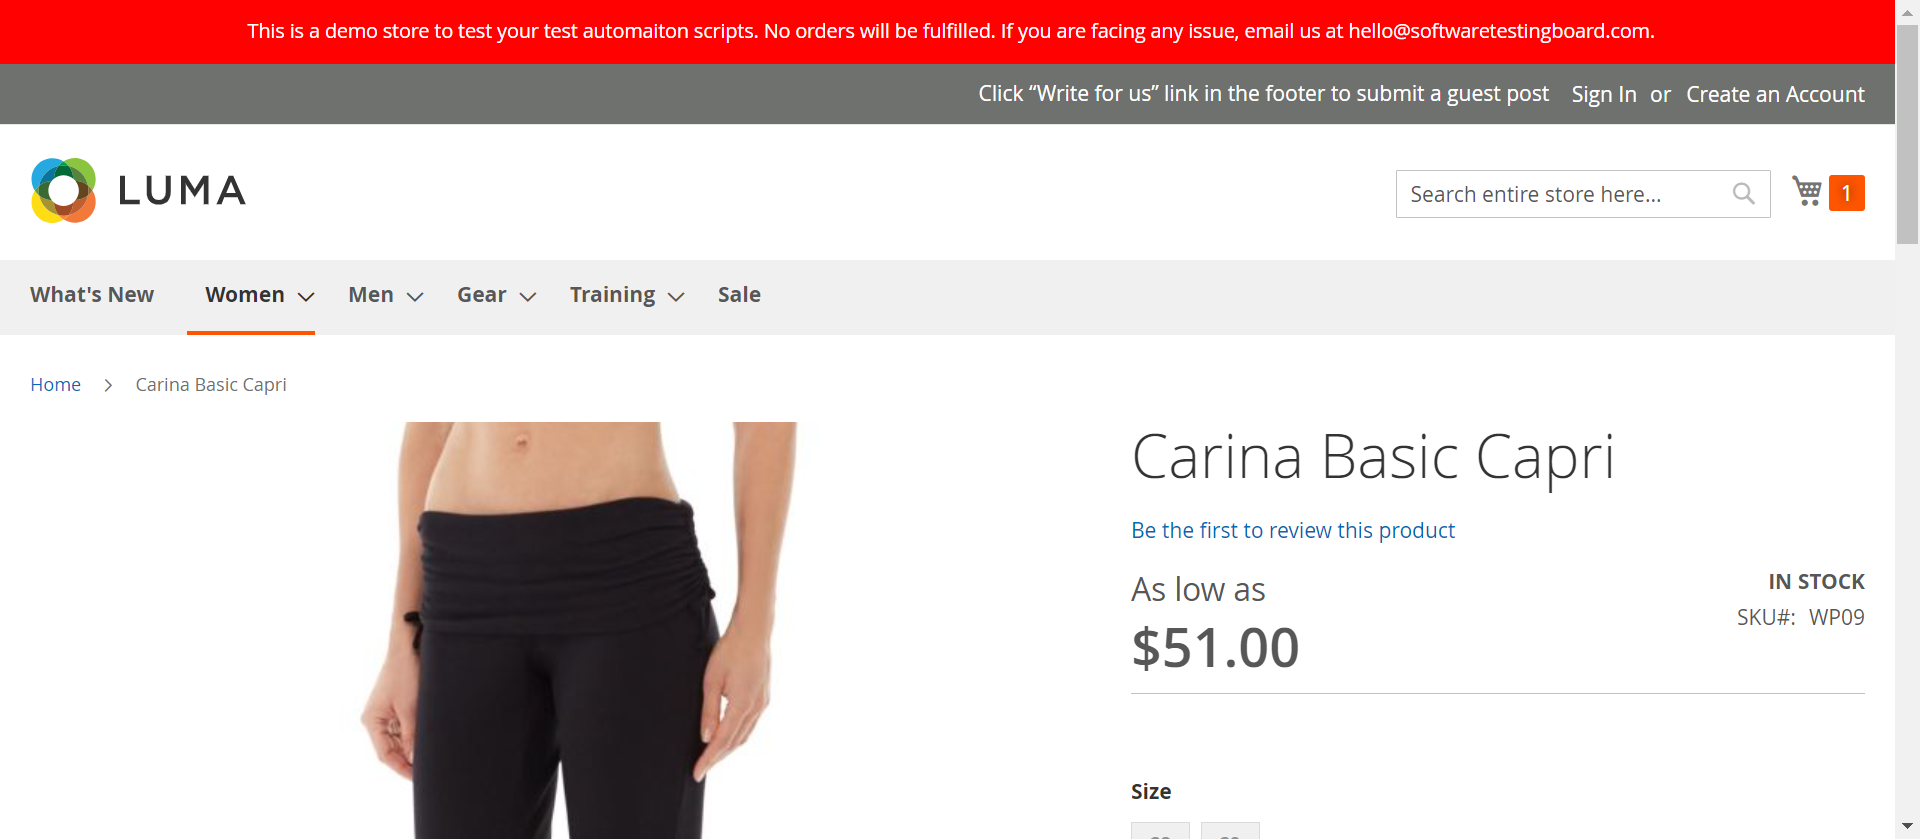 This is a demo store to test your test automaiton scripts. No orders will be fulfilled. If you are facing any issue, email us at hello@softwaretestingboard.com.
Click “Write for us” link in the footer to submit a guest post Sign In or Create an Account
LUMA
Search entire store here...
1
What's New Women Men Gear Training Sale
Home Carina Basic Capri
Carina Basic Capri
Be the first to review this product
As low as
$51.00
IN STOCK
SKU#: WP09
Size